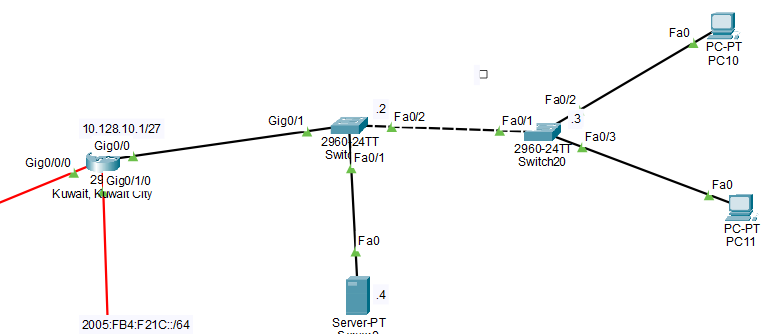 Fa0
PC-PT
PC10
.2
Gig0/1
Fa0/2
Fa0/1
Fa0/2
.3
10.128.10.1/27
Gig0/0
2960-24TT
Fa0/1
2960-24TT
Switch20
Fa0/3
Gig0/0/0
29
Gig0/1/0
Kuwait, Kuwait City
Fa0
PC-PT
PC11
Fa0
.4
2005:FB4:F21C::/64
Server-PT